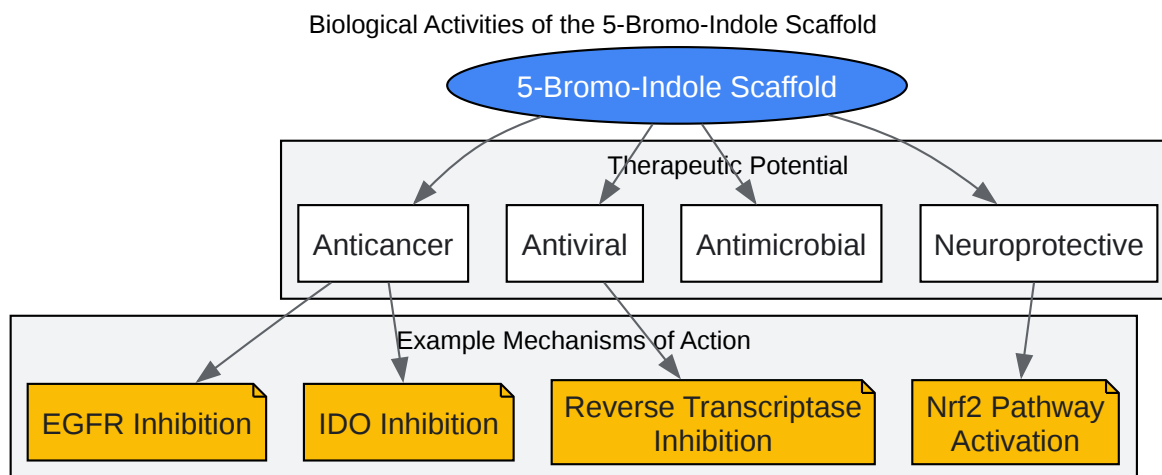 Biological Activities of the 5-Bromo-Indole Scaffold
5-Bromo-Indole Scaffold
Therapeutic Potential
Anticancer
Antiviral
Antimicrobial
Neuroprotective
Example Mechanisms of Action
EGFR Inhibition
IDO Inhibition
Reverse Transcriptase
Inhibition
Nrf2 Pathway
Activation